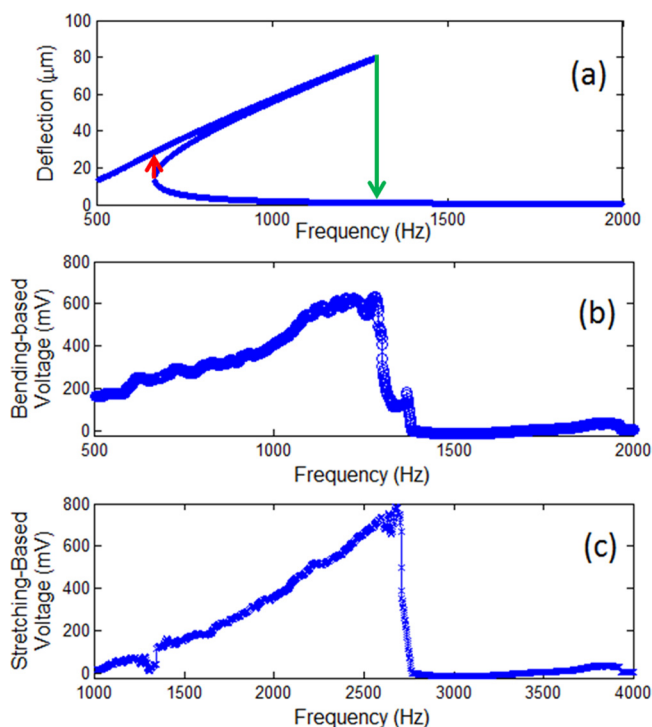 100
80
60
40
20
0
Deflection (μm)
(a)
500
1000
1500
2000
Frequency (Hz)
800
600
400
200
0
Bending-based
Voltage (mV)
(b)
500
1000
1500
2000
Frequency (Hz)
800
600
400
200
0
Stretching-Based
Voltage (mV)
(c)
1000
1500
2000
2500
3000
3500
4000
Frequency (Hz)